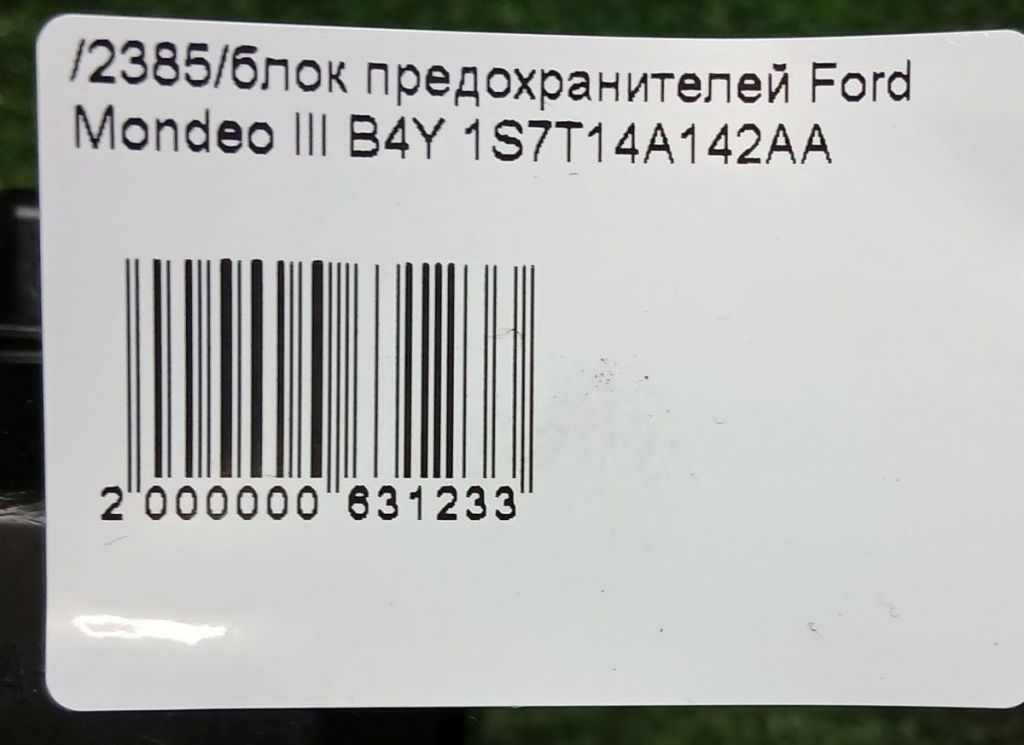 /2385/блок предохранителей Ford
Mondeo III B4Y 1S7T14A142AA
2 000000 631233